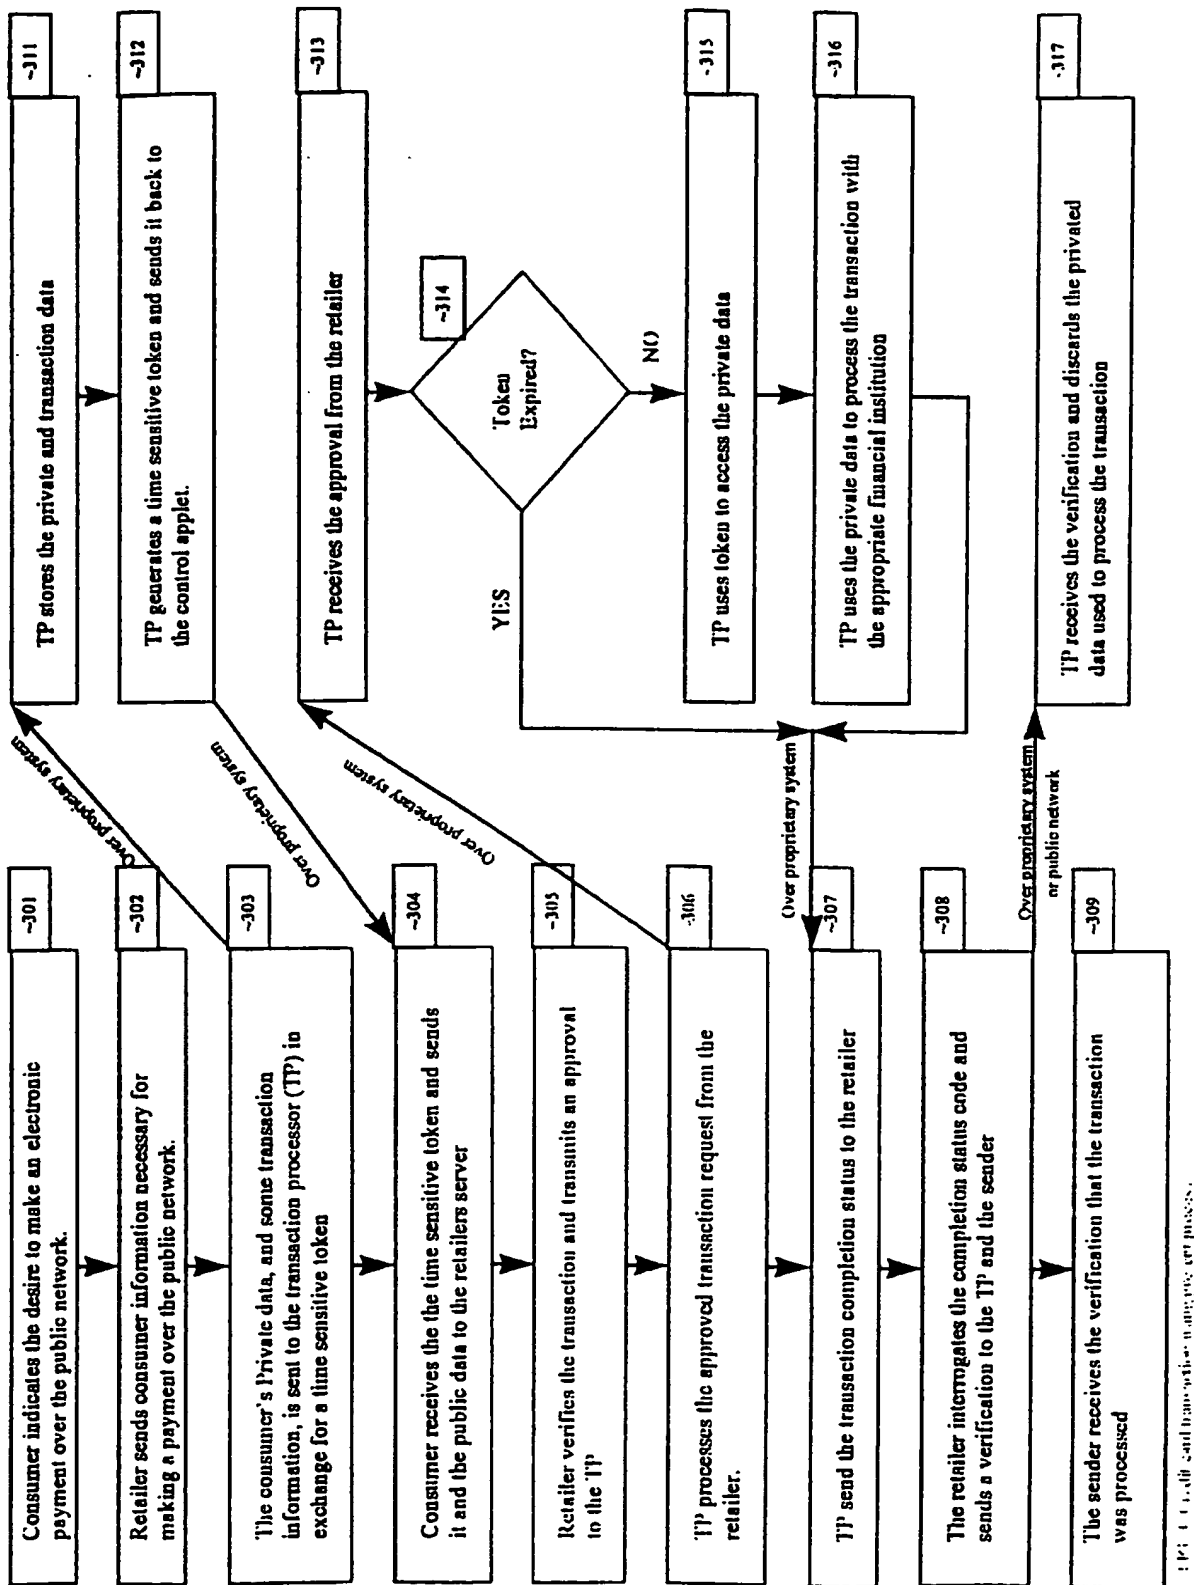 Consumer indicates the desire to make an electronic
payment over the public network.
~301
Retailer sends consumer information necessary for
making a payment over the public network.
~302
The consumer's Private data, and some transaction
information, is sent to the transaction processor (TP) in
exchange for a time sensitive token
~303
Consumer receives the the time sensitive token and sends
it and the public data to the retailers server
~304
Retailer verifies the transaction and transmits an approval
to the TP
~305
TP processes the approved transaction request from the
retailer.
~306
TP send the transaction completion status to the retailer
~307
The retailer interrogates the completion status code and
sends a verification to the TP and the sender
~308
The sender receives the verification that the transaction
was processed
~309
Over proprietary system
Over proprietary system
Over proprietary system
Over proprietary system
Over proprietary system
or public network
TP stores the private and transaction data
~311
TP generates a time sensitive token and sends it back to
the control applet.
~312
TP receives the approval from the retailer
~313
Token
Expired?
~314
YES
NO
TP uses token to access the private data
~315
TP uses the private data to process the transaction with
the appropriate financial institution
~316
TP receives the verification and discards the privated
data used to process the transaction
~317